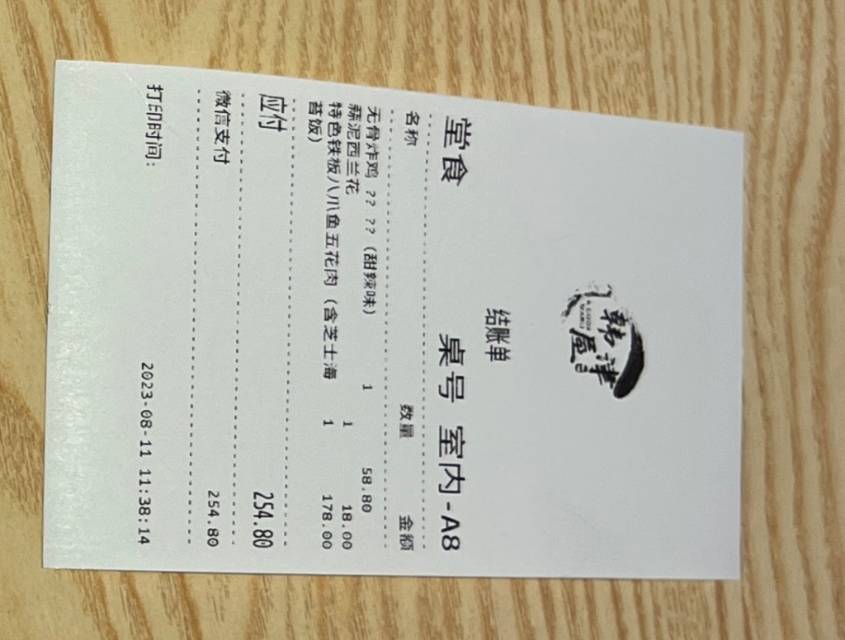 韩津屋
结账单
堂食 桌号 室内-A8
名称 数量 金额
无骨炸鸡 ?? ?? (甜辣味) 1 58.80
蒜泥西兰花 1 18.00
特色铁板八爪鱼五花肉 (含芝士海 1 178.00
苔饭)
应付 254.80
微信支付 254.80
打印时间: 2023-08-11 11:38:14